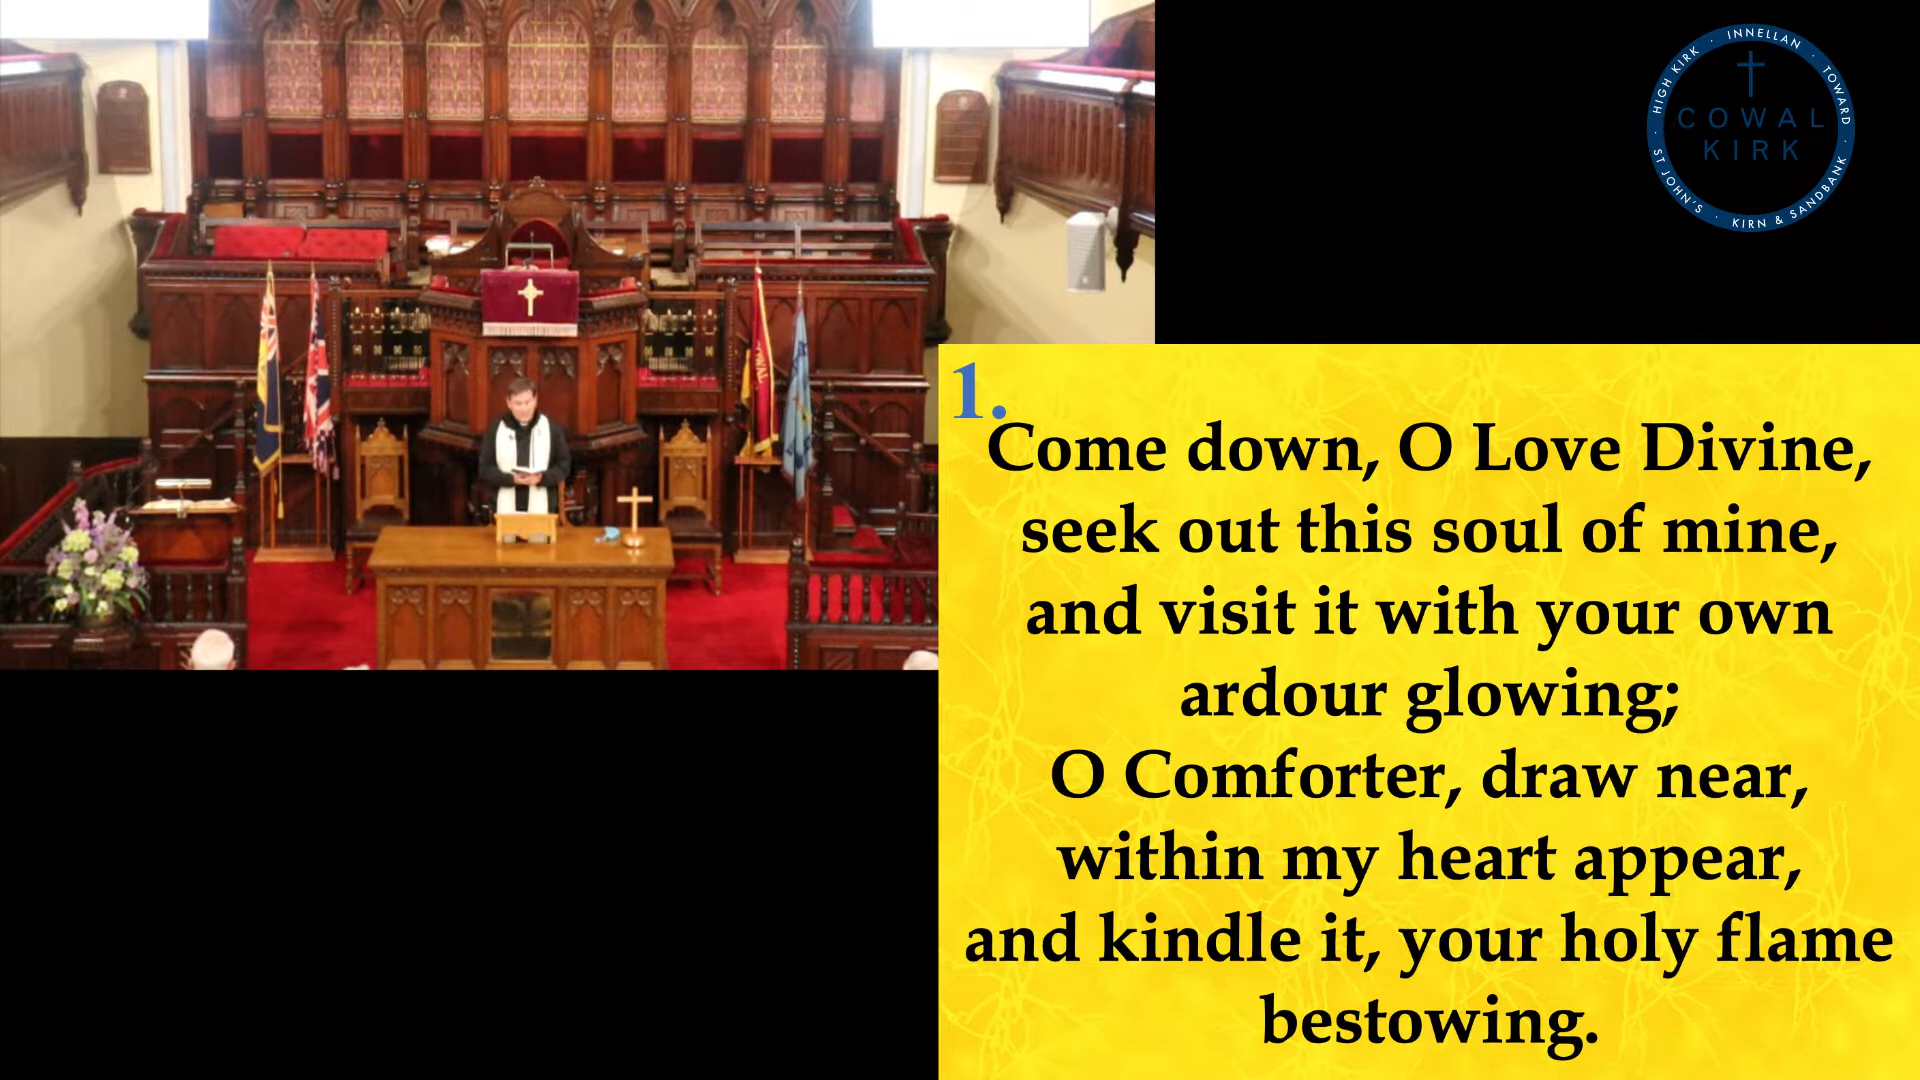 HIGH KIRK · INNELLAN · TOWARD · KIRN & SANDBANK · ST JOHN'S ·
COWAL
KIRK
1.
Come down, O Love Divine,
seek out this soul of mine,
and visit it with your own
ardour glowing;
O Comforter, draw near,
within my heart appear,
and kindle it, your holy flame
bestowing.